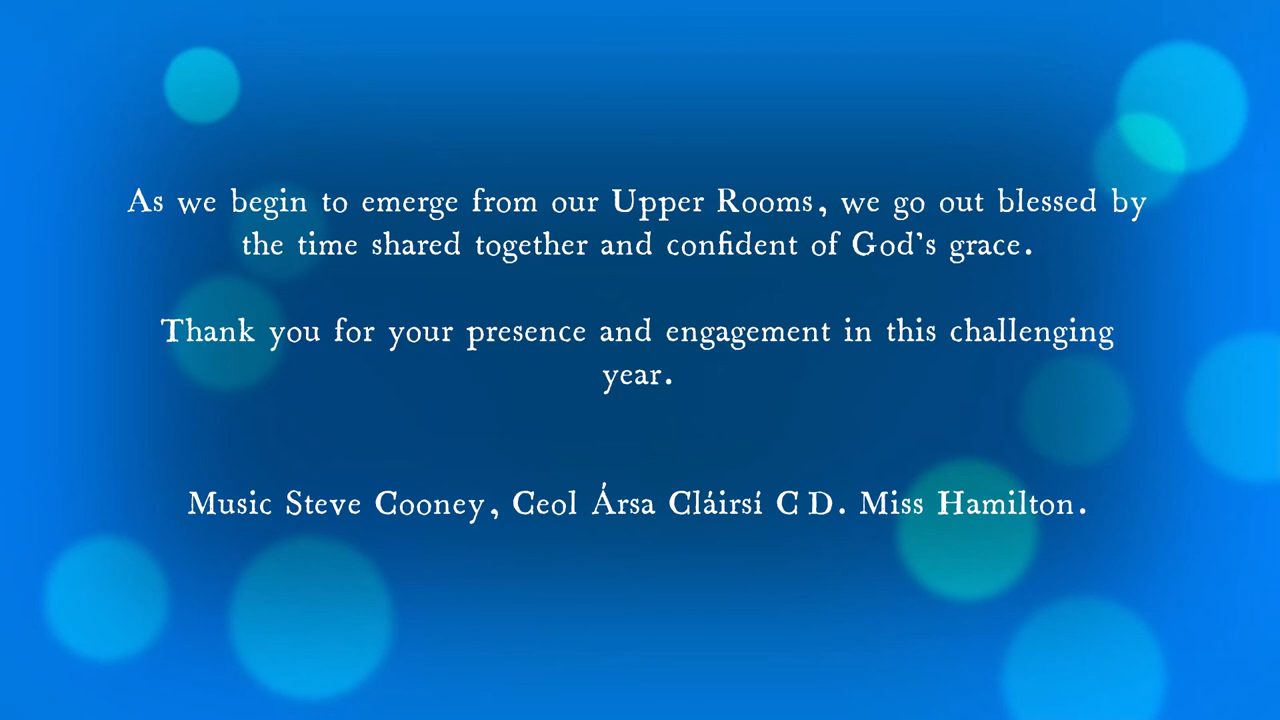 As we begin to emerge from our Upper Rooms, we go out blessed by
the time shared together and confident of God's grace.
Thank you for your presence and engagement in this challenging
year.
Music Steve Cooney, Ceol Ársa Cláirsí C D. Miss Hamilton.